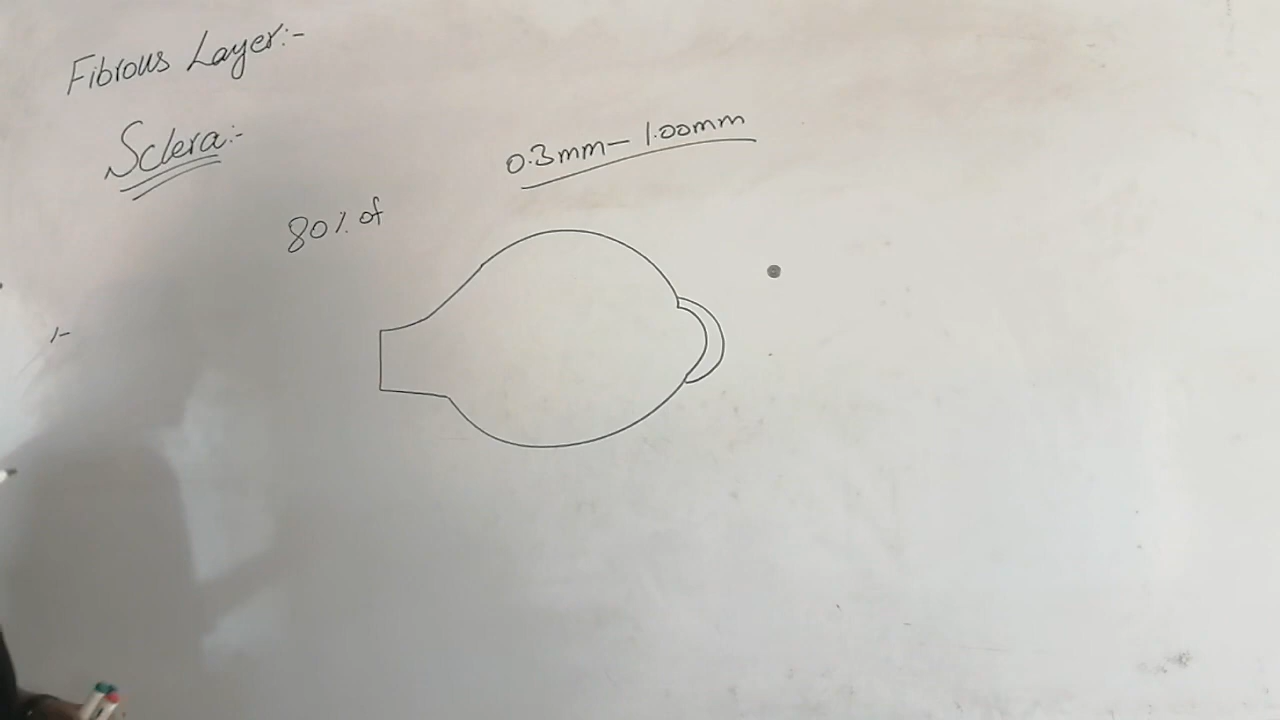 Fibrous Layer:-
Sclera:-
0.3mm- 1.00mm
80% of